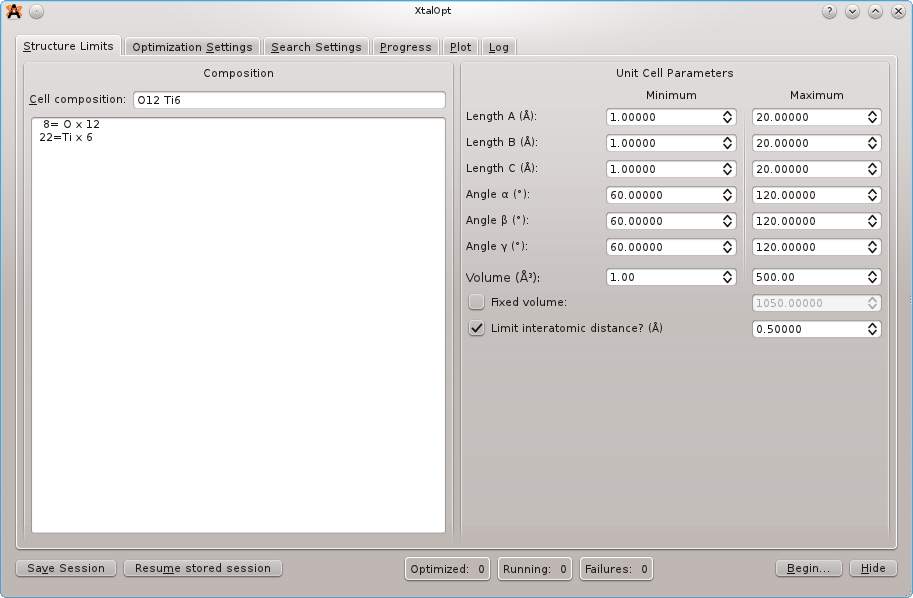 XtalOpt
?
Structure Limits Optimization Settings Search Settings Progress Plot Log
Composition
Cell composition: O12 Ti6
8= O x 12
22=Ti x 6
Unit Cell Parameters
Minimum Maximum
Length A (Å): 1.00000 20.00000
Length B (Å): 1.00000 20.00000
Length C (Å): 1.00000 20.00000
Angle α (°): 60.00000 120.00000
Angle β (°): 60.00000 120.00000
Angle γ (°): 60.00000 120.00000
Volume (Å³): 1.00 500.00
Fixed volume: 1050.00000
Limit interatomic distance? (Å) 0.50000
Save Session Resume stored session Optimized: 0 Running: 0 Failures: 0 Begin... Hide